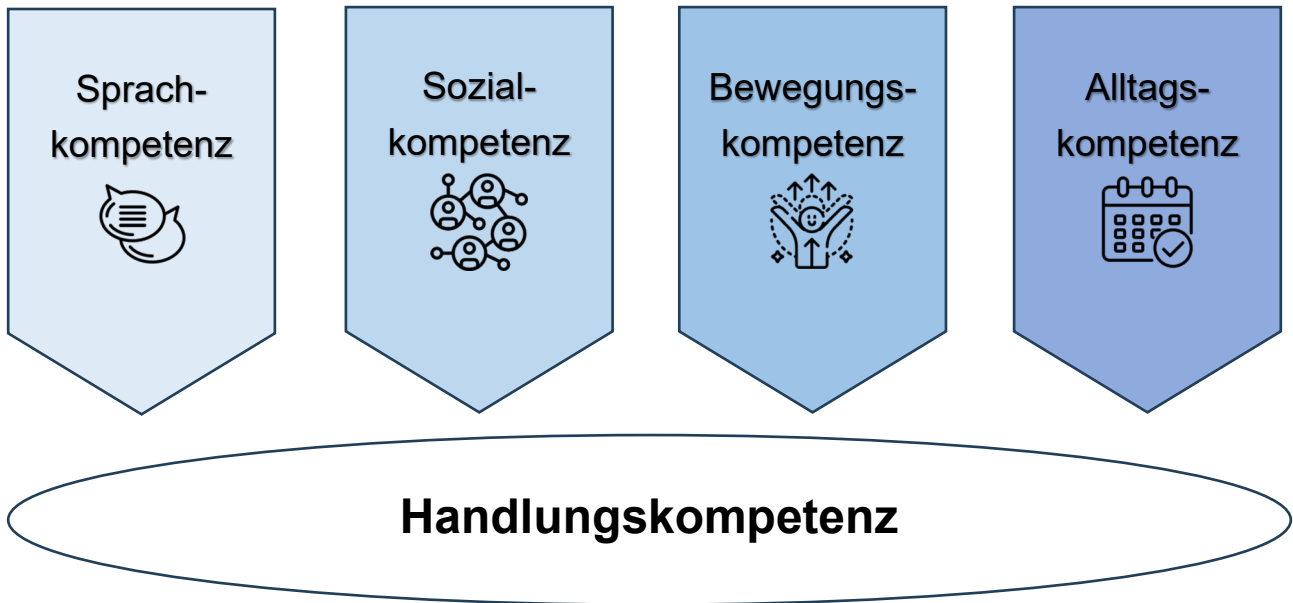 Sprach-
kompetenz
Sozial-
kompetenz
Bewegungs-
kompetenz
Alltags-
kompetenz
Handlungskompetenz